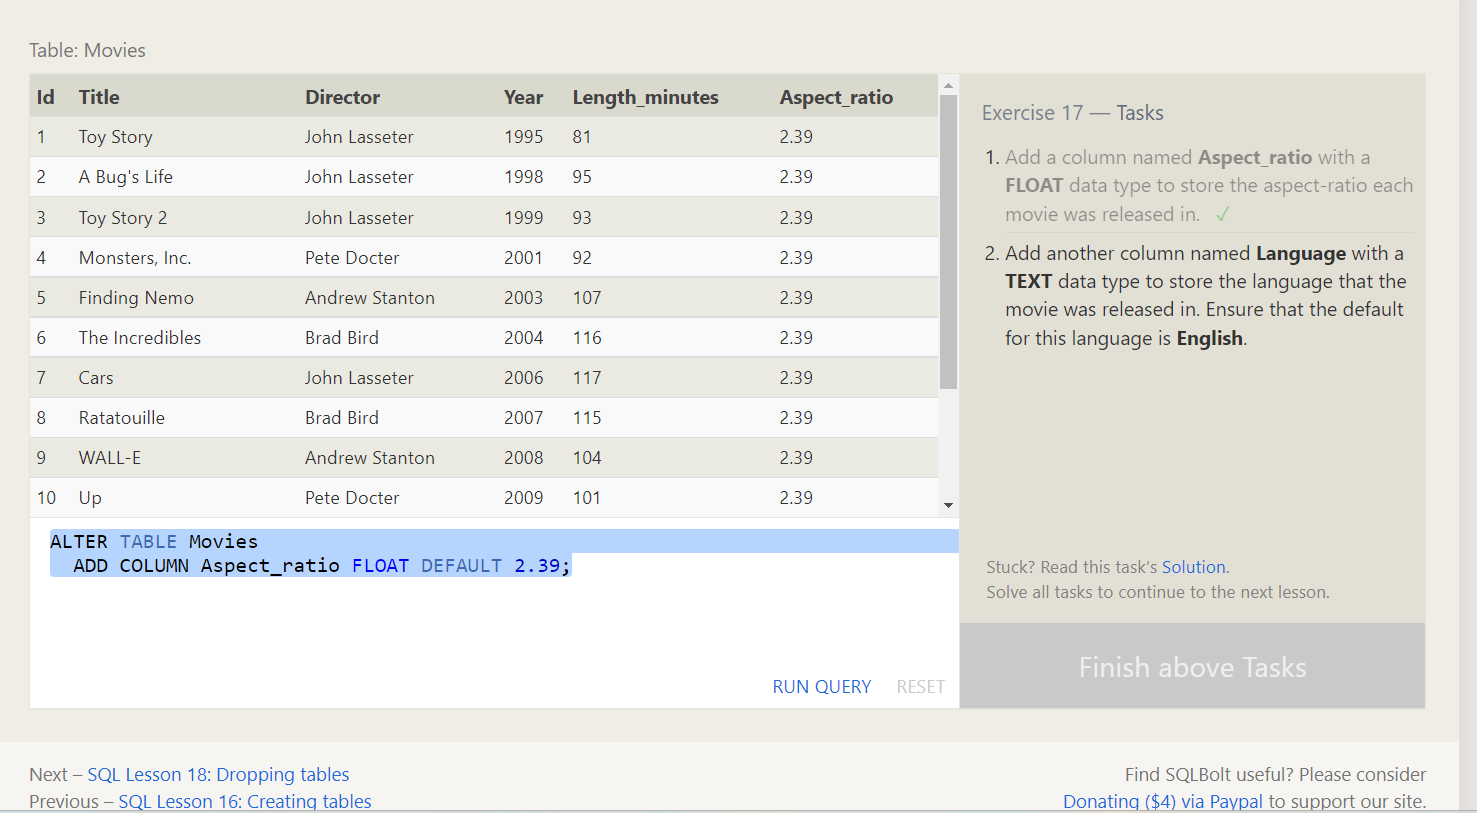 Table: Movies
Id Title Director Year Length_minutes Aspect_ratio
1 Toy Story John Lasseter 1995 81 2.39
2 A Bug's Life John Lasseter 1998 95 2.39
3 Toy Story 2 John Lasseter 1999 93 2.39
4 Monsters, Inc. Pete Docter 2001 92 2.39
5 Finding Nemo Andrew Stanton 2003 107 2.39
6 The Incredibles Brad Bird 2004 116 2.39
7 Cars John Lasseter 2006 117 2.39
8 Ratatouille Brad Bird 2007 115 2.39
9 WALL-E Andrew Stanton 2008 104 2.39
10 Up Pete Docter 2009 101 2.39
ALTER TABLE Movies
ADD COLUMN Aspect_ratio FLOAT DEFAULT 2.39;
RUN QUERY RESET
Exercise 17 — Tasks
1. Add a column named Aspect_ratio with a
FLOAT data type to store the aspect-ratio each
movie was released in. ✓
2. Add another column named Language with a
TEXT data type to store the language that the
movie was released in. Ensure that the default
for this language is English.
Stuck? Read this task's Solution.
Solve all tasks to continue to the next lesson.
Finish above Tasks
Next – SQL Lesson 18: Dropping tables
Previous – SQL Lesson 16: Creating tables
Find SQLBolt useful? Please consider
Donating ($4) via Paypal to support our site.